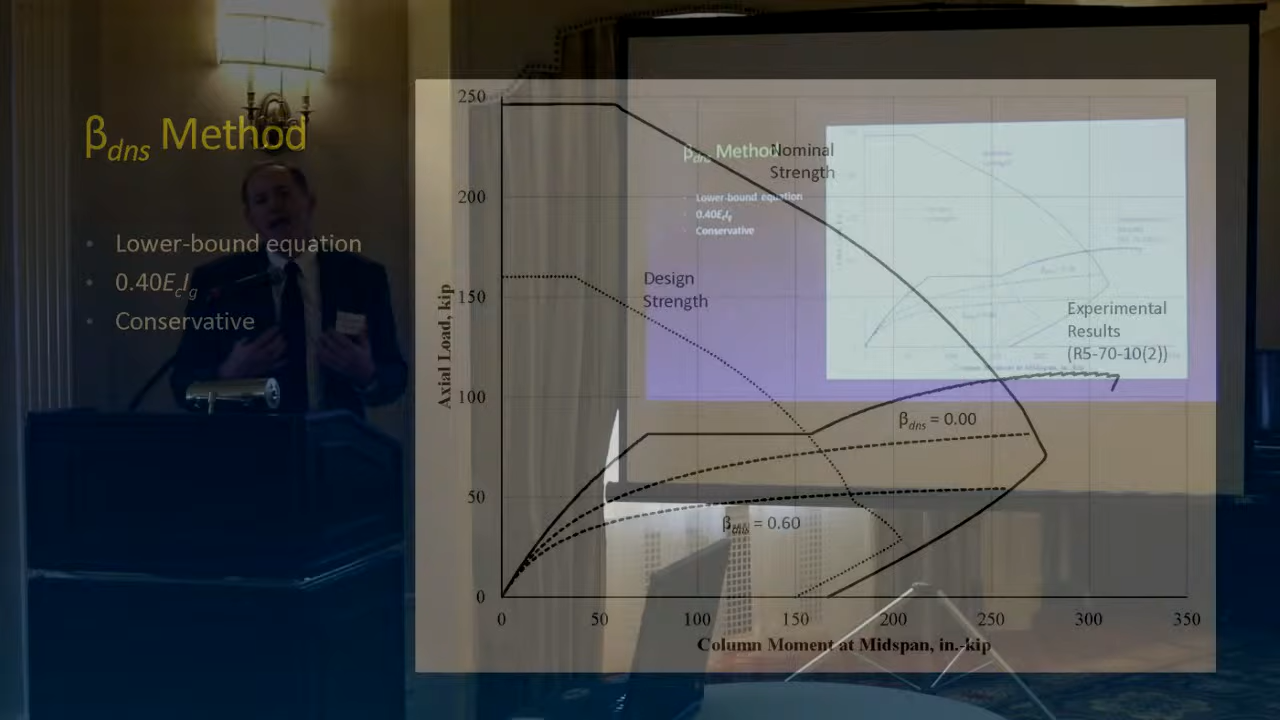 β_dns Method
• Lower-bound equation
• 0.40E_cI_g
• Conservative
250
200
150
100
50
0
Axial Load, kip
Nominal
Strength
Design
Strength
Experimental
Results
(R5-70-10(2))
β_dns = 0.00
β_dns = 0.60
0 50 100 150 200 250 300 350
Column Moment at Midspan, in.-kip
β_dns Method
• Lower-bound equation
• 0.40E_cI_g
• Conservative